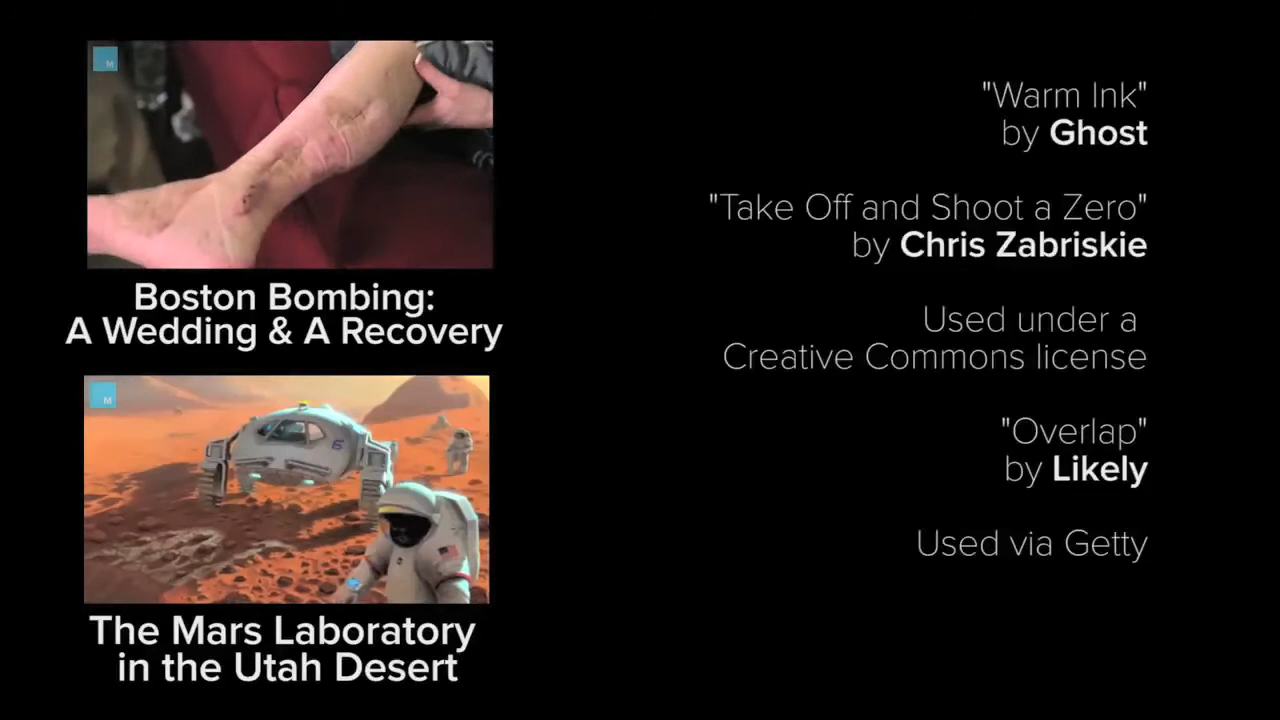 M
Boston Bombing:
A Wedding & A Recovery
M
6
The Mars Laboratory
in the Utah Desert
"Warm Ink"
by Ghost
"Take Off and Shoot a Zero"
by Chris Zabriskie
Used under a
Creative Commons license
"Overlap"
by Likely
Used via Getty